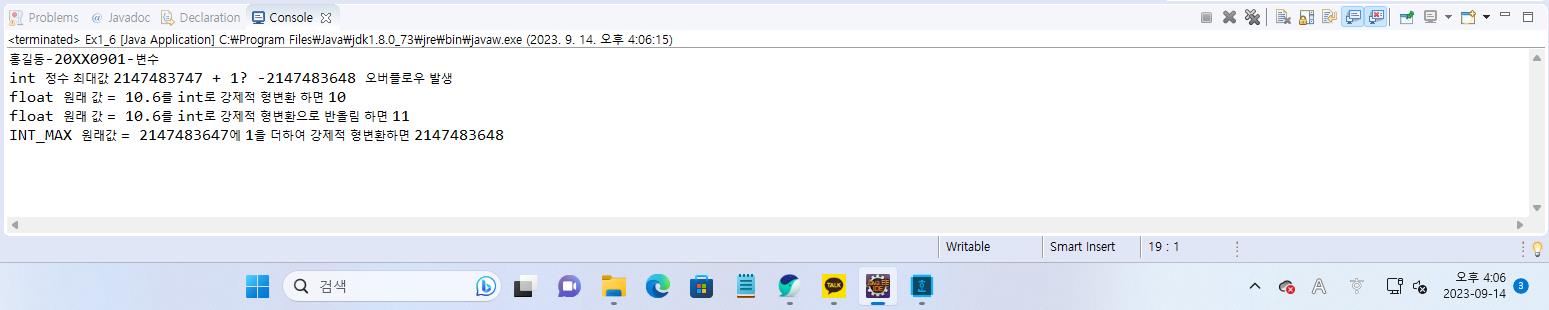 Problems @ Javadoc Declaration Console
<terminated> Ex1_6 [Java Application] C:₩Program Files₩Java₩jdk1.8.0_73₩jre₩bin₩javaw.exe (2023. 9. 14. 오후 4:06:15)
홍길동-20XX0901-변수
int 정수 최대값 2147483747 + 1? -2147483648 오버플로우 발생
float 원래 값 = 10.6를 int로 강제적 형변환 하면 10
float 원래 값 = 10.6를 int로 강제적 형변환으로 반올림 하면 11
INT_MAX 원래값 = 2147483647에 1을 더하여 강제적 형변환하면 2147483648
Writable Smart Insert 19 : 1
검색 TALK Java EE IDE A 오후 4:06
2023-09-14 3